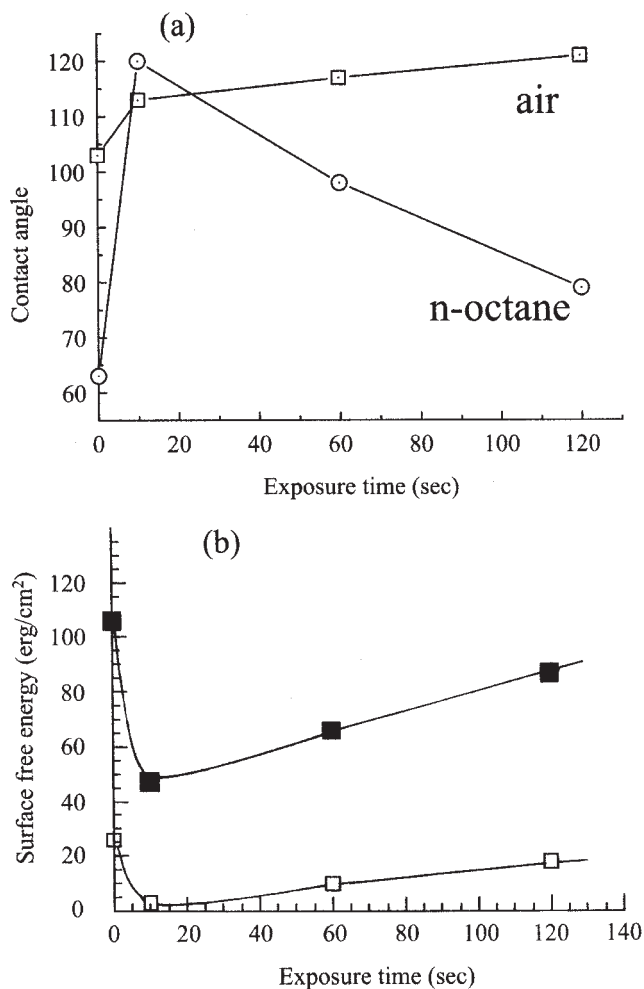 (a)
120
110
100
90
80
70
60
Contact angle
air
n-octane
0 20 40 60 80 100 120
Exposure time (sec)
(b)
120
100
80
60
40
20
0
Surface free energy (erg/cm²)
0 20 40 60 80 100 120 140
Exposure time (sec)